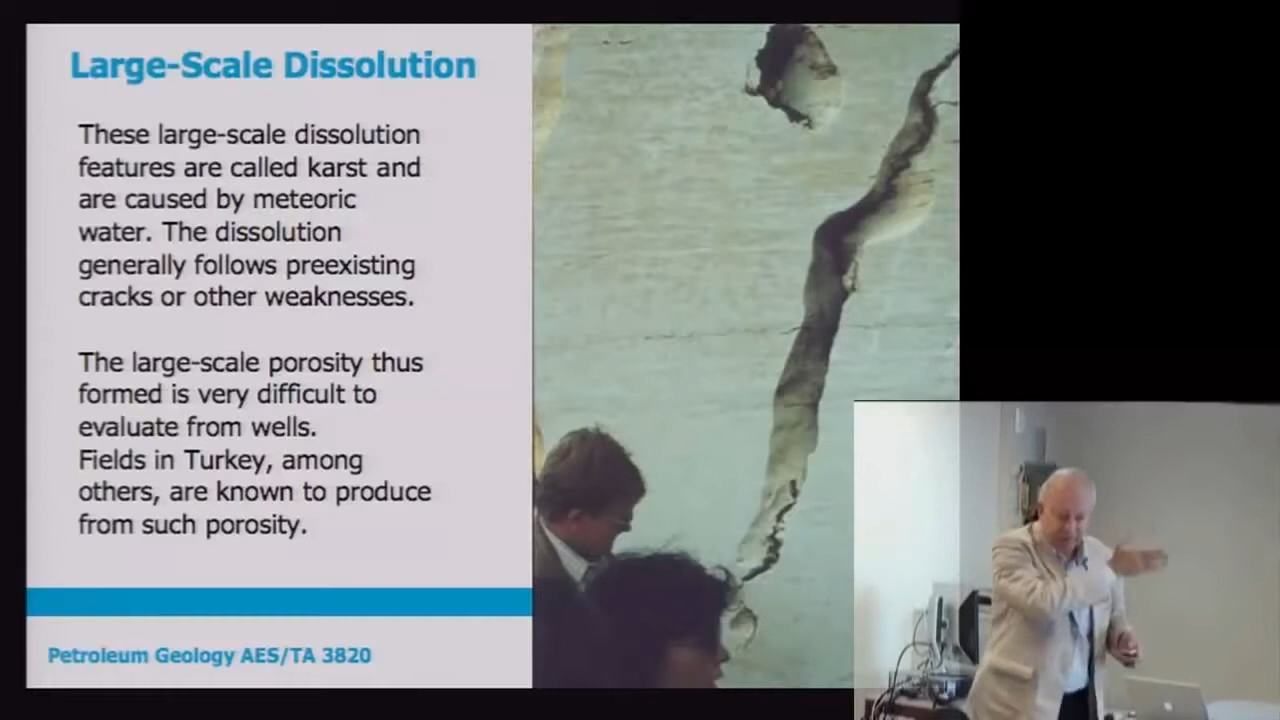 Large-Scale Dissolution
These large-scale dissolution
features are called karst and
are caused by meteoric
water. The dissolution
generally follows preexisting
cracks or other weaknesses.
The large-scale porosity thus
formed is very difficult to
evaluate from wells.
Fields in Turkey, among
others, are known to produce
from such porosity.
Petroleum Geology AES/TA 3820